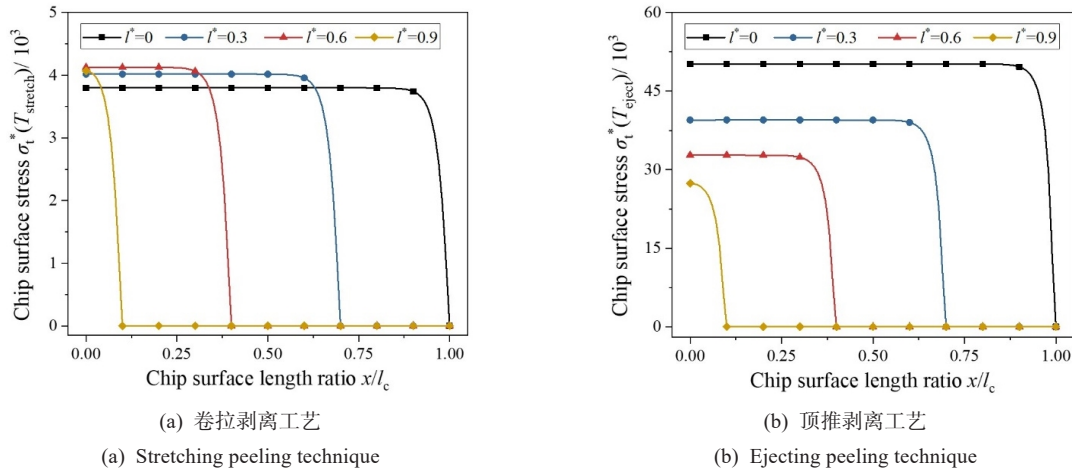 l*=0 l*=0.3 l*=0.6 l*=0.9
Chip surface stress σt*(Tstretch)/ 10³
5
4
3
2
1
0
0.00 0.25 0.50 0.75 1.00
Chip surface length ratio x/lc
(a) 卷拉剥离工艺
(a) Stretching peeling technique
l*=0 l*=0.3 l*=0.6 l*=0.9
Chip surface stress σt*(Teject)/ 10³
60
45
30
15
0
0.00 0.25 0.50 0.75 1.00
Chip surface length ratio x/lc
(b) 顶推剥离工艺
(b) Ejecting peeling technique